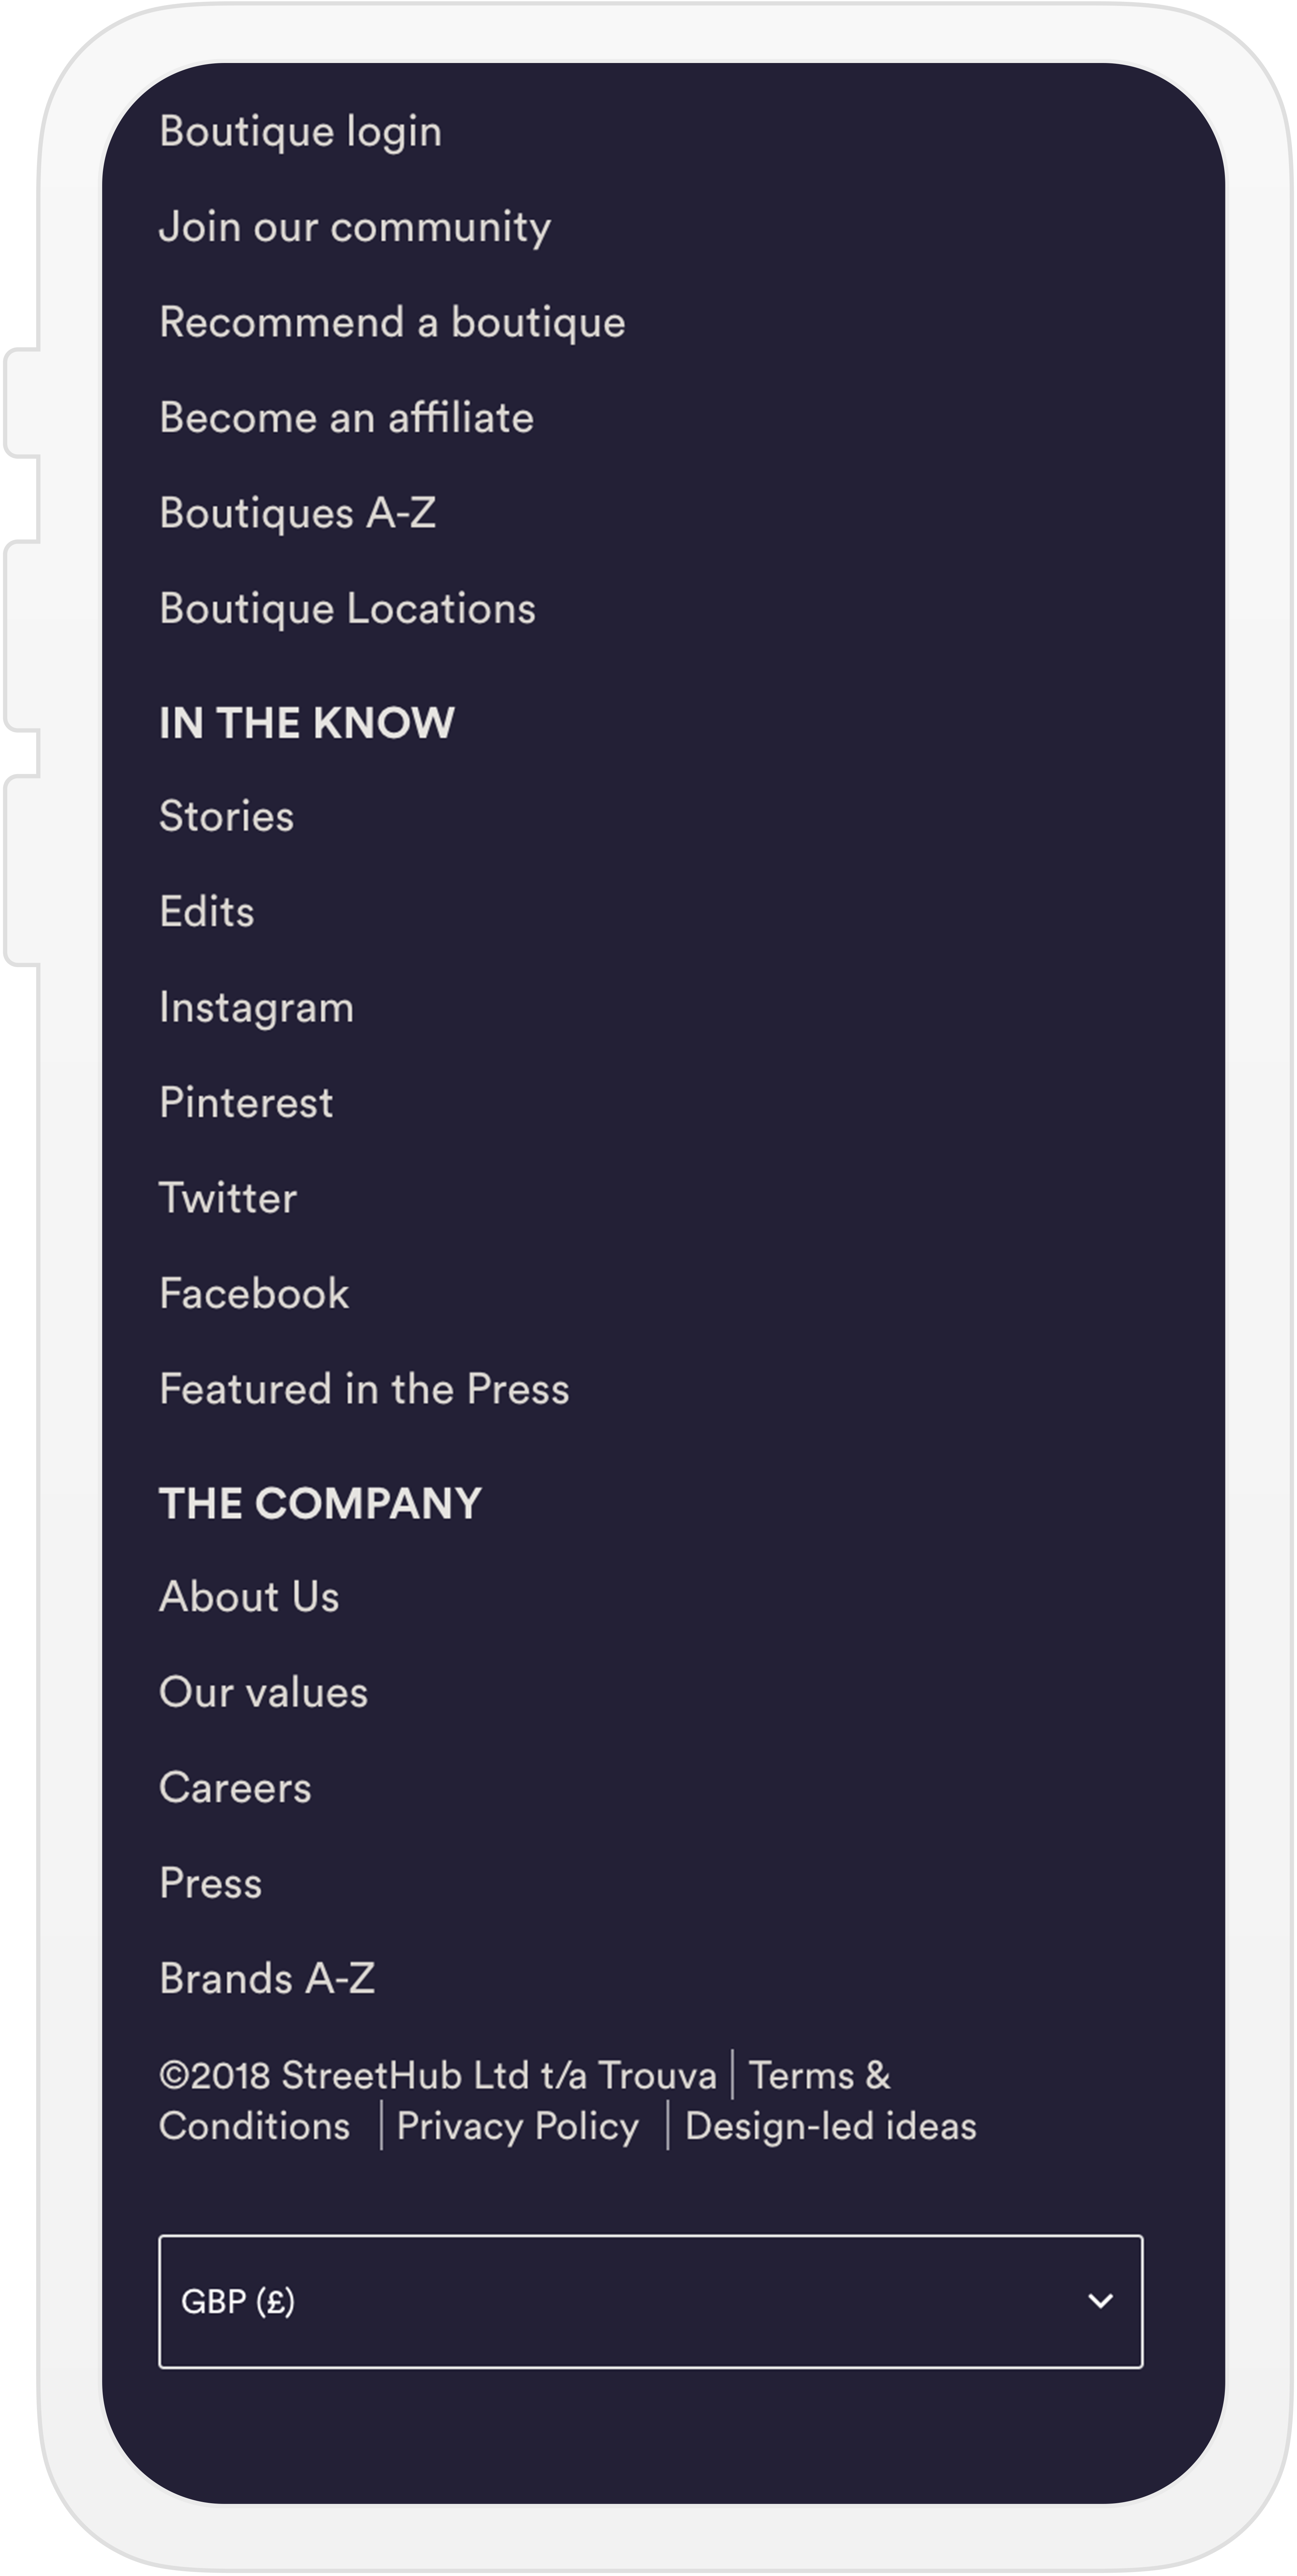 Boutique login
Join our community
Recommend a boutique
Become an affiliate
Boutiques A-Z
Boutique Locations
IN THE KNOW
Stories
Edits
Instagram
Pinterest
Twitter
Facebook
Featured in the Press
THE COMPANY
About Us
Our values
Careers
Press
Brands A-Z
©2018 StreetHub Ltd t/a Trouva | Terms &
Conditions | Privacy Policy | Design-led ideas
GBP (£)